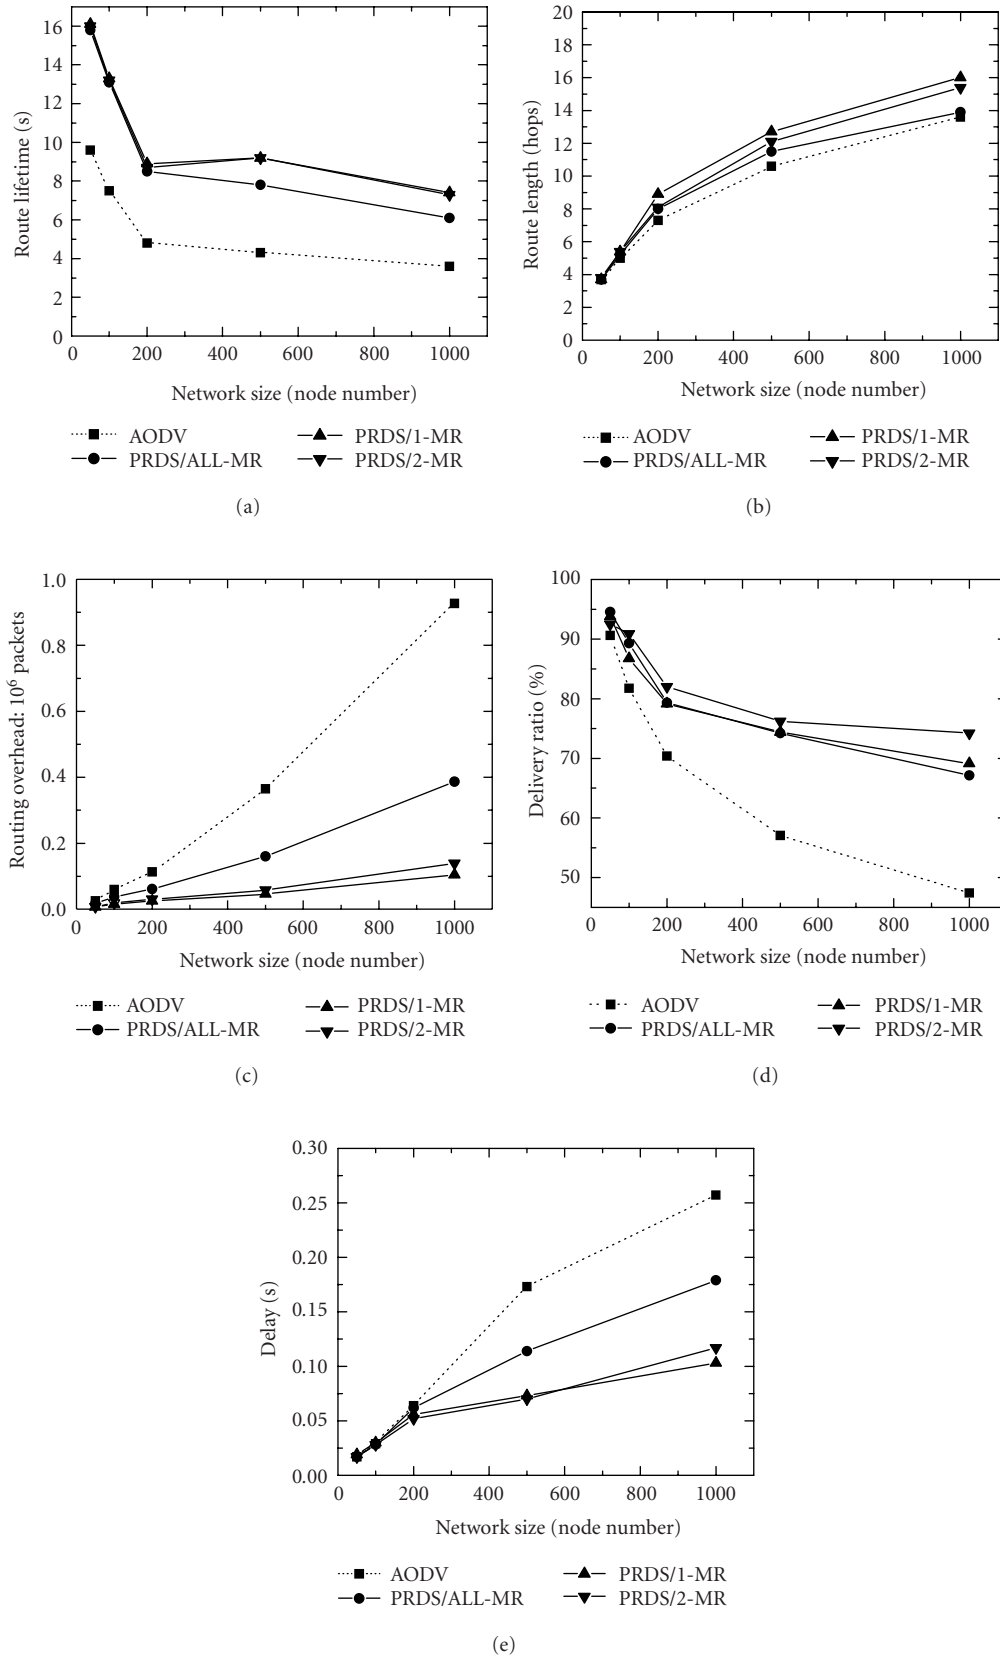 16
14
12
10
8
6
4
2
0
Route lifetime (s)
0 200 400 600 800 1000
Network size (node number)
AODV PRDS/1-MR
PRDS/ALL-MR PRDS/2-MR
(a)
20
18
16
14
12
10
8
6
4
2
0
Route length (hops)
0 200 400 600 800 1000
Network size (node number)
AODV PRDS/1-MR
PRDS/ALL-MR PRDS/2-MR
(b)
1.0
0.8
0.6
0.4
0.2
0.0
Routing overhead: 10⁶ packets
0 200 400 600 800 1000
Network size (node number)
AODV PRDS/1-MR
PRDS/ALL-MR PRDS/2-MR
(c)
100
90
80
70
60
50
Delivery ratio (%)
0 200 400 600 800 1000
Network size (node number)
AODV PRDS/1-MR
PRDS/ALL-MR PRDS/2-MR
(d)
0.30
0.25
0.20
0.15
0.10
0.05
0.00
Delay (s)
0 200 400 600 800 1000
Network size (node number)
AODV PRDS/1-MR
PRDS/ALL-MR PRDS/2-MR
(e)